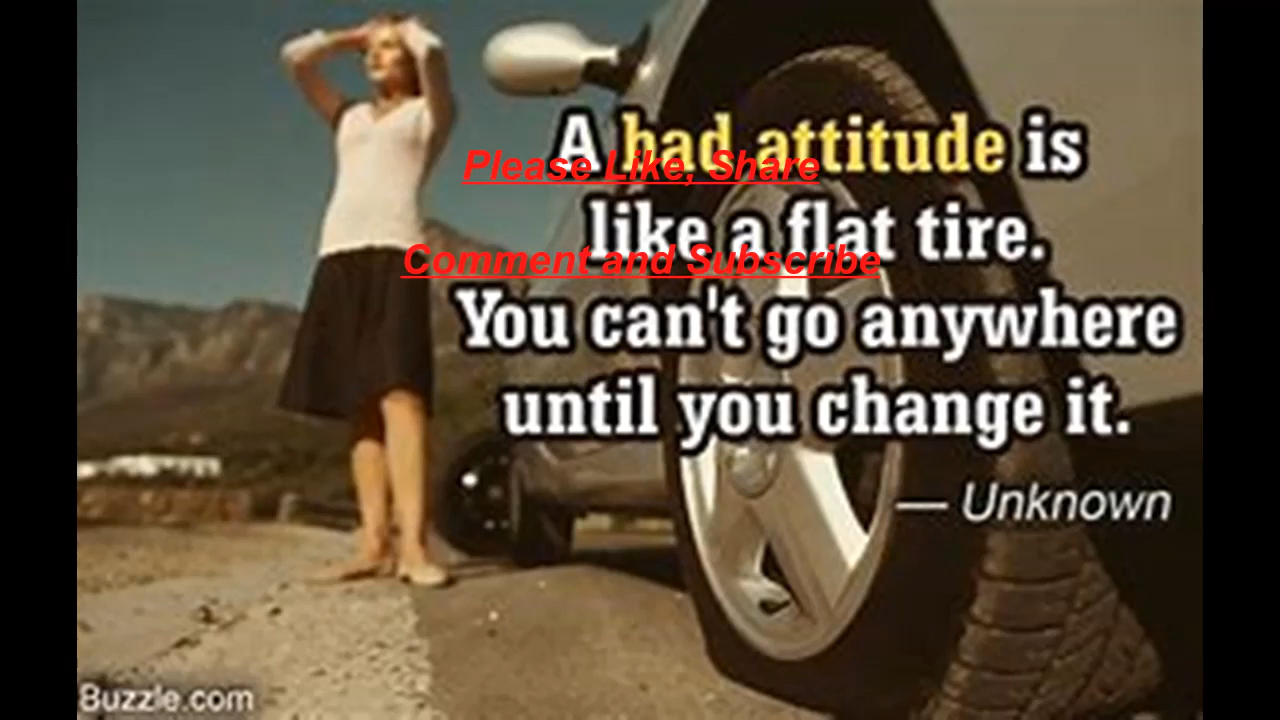 A bad attitude is
Please Like, Share
like a flat tire.
Comment and Subscribe
You can't go anywhere
until you change it.
— Unknown
Buzzle.com